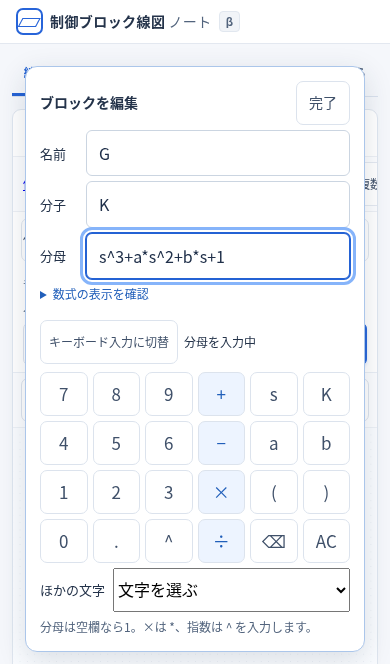 制御ブロック線図 ノート β
ブロックを編集
完了
名前 G
分子 K
分母 s^3+a*s^2+b*s+1
▶ 数式の表示を確認
キーボード入力に切替 分母を入力中
7 8 9 + s K
4 5 6 − a b
1 2 3 × ( )
0 . ^ ÷ ⌫ AC
ほかの文字 文字を選ぶ
分母は空欄なら1。×は *、指数は ^ を入力します。